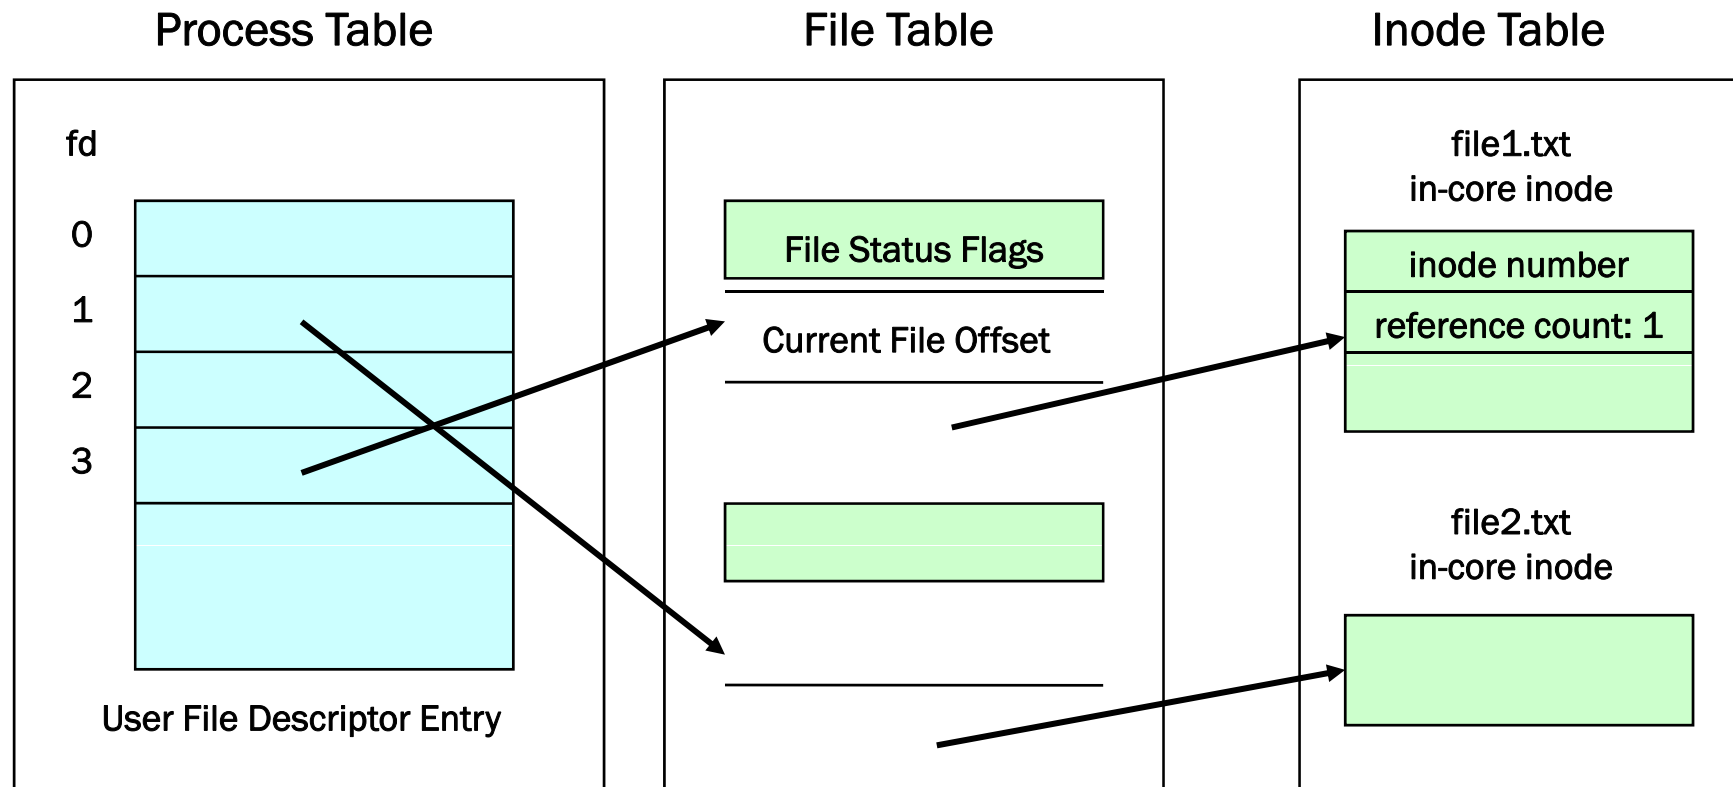 Process Table
File Table
Inode Table
fd
0
1
2
3
User File Descriptor Entry
File Status Flags
Current File Offset
file1.txt
in-core inode
inode number
reference count: 1
file2.txt
in-core inode